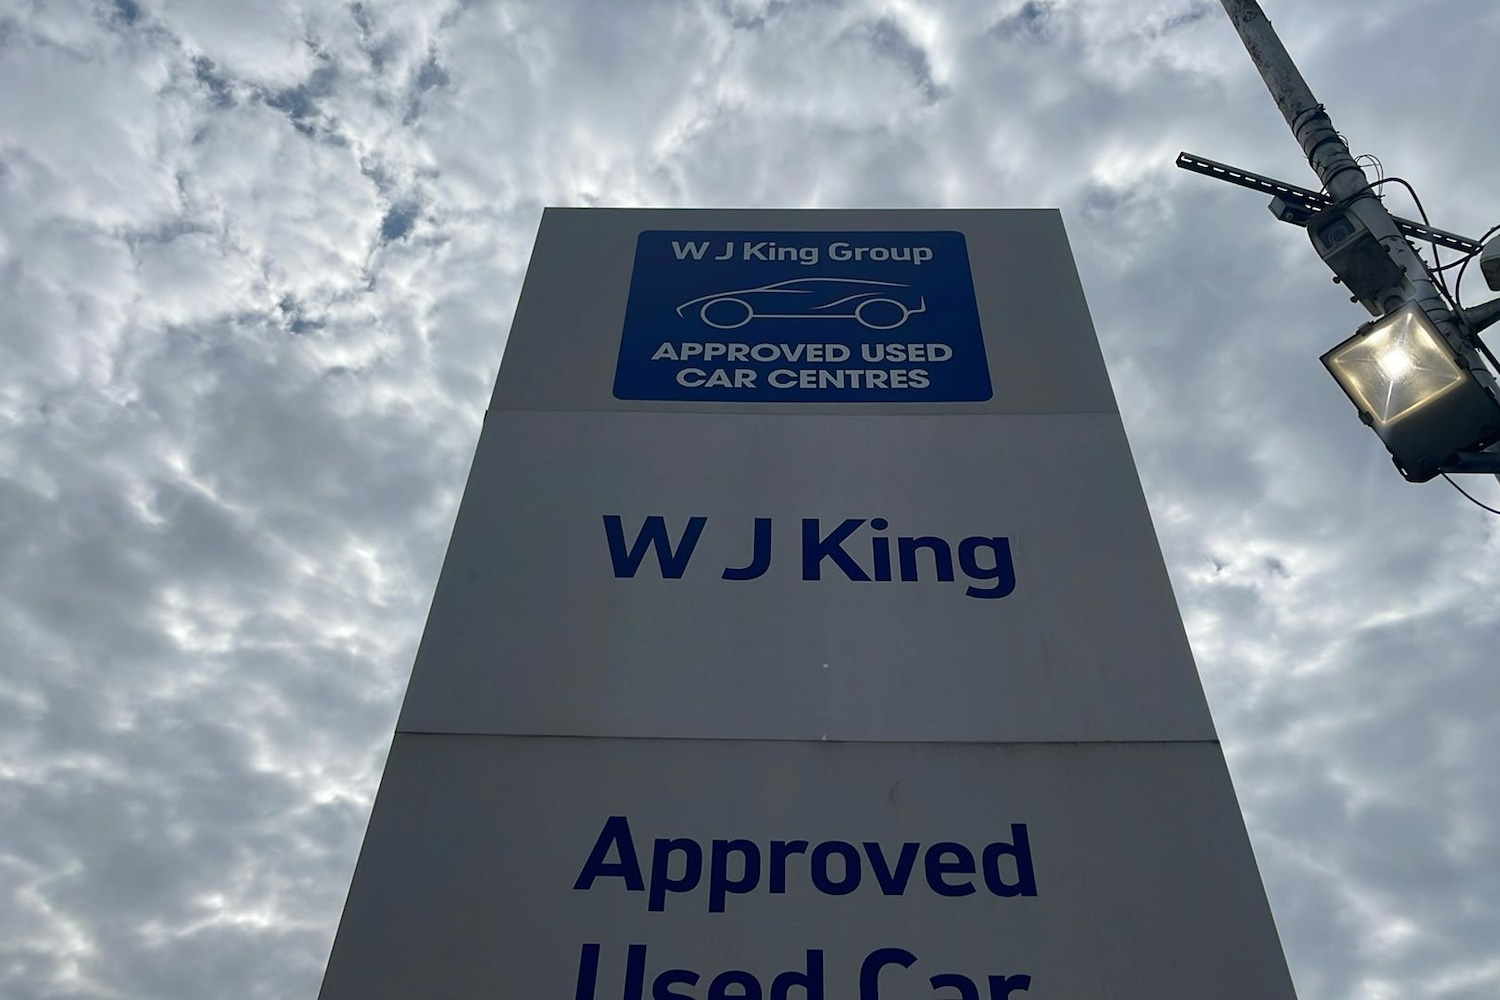 W J King Group
APPROVED USED
CAR CENTRES
W J King
Approved
Used Car